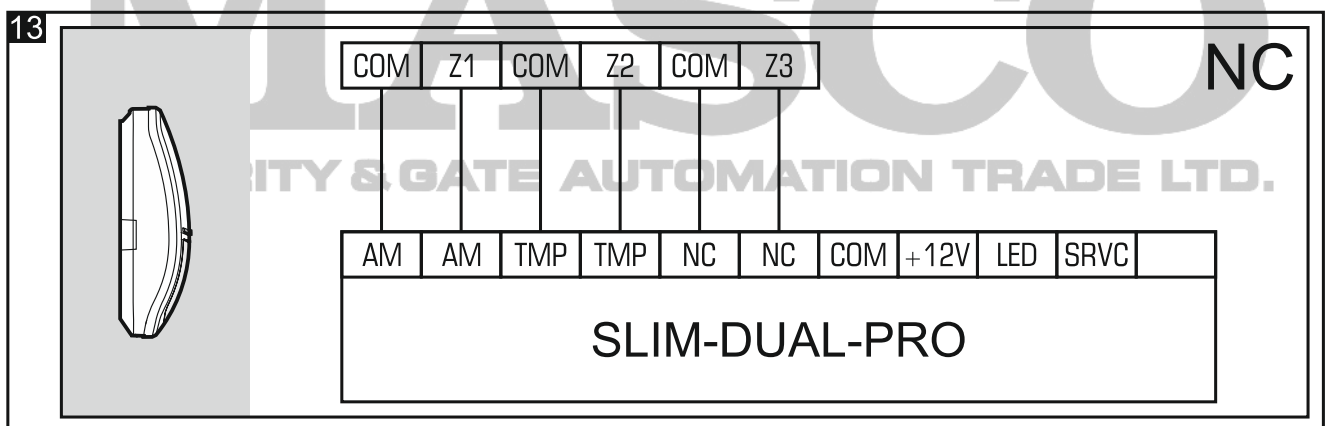 13
NC
COM Z1 COM Z2 COM Z3
MASCO
ITY & GATE AUTOMATION TRADE LTD.
AM AM TMP TMP NC NC COM +12V LED SRVC
SLIM-DUAL-PRO